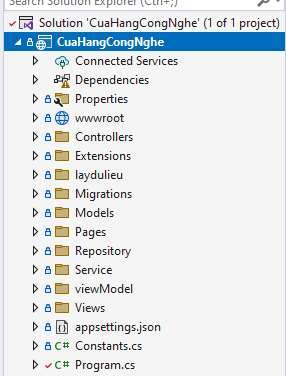 Search Solution Explorer (Ctrl+;)
Solution 'CuaHangCongNghe' (1 of 1 project)
CuaHangCongNghe
Connected Services
Dependencies
Properties
wwwroot
Controllers
Extensions
laydulieu
Migrations
Models
Pages
Repository
Service
viewModel
Views
appsettings.json
C# Constants.cs
C# Program.cs